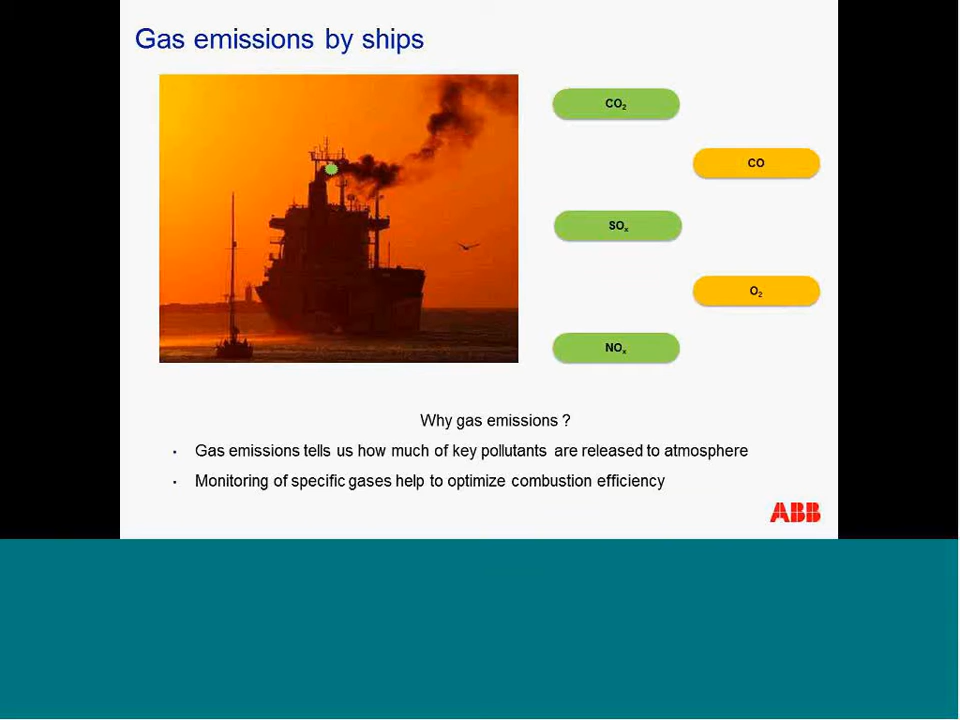 Gas emissions by ships
CO₂
CO
SOₓ
O₂
NOₓ
Why gas emissions ?
• Gas emissions tells us how much of key pollutants are released to atmosphere
• Monitoring of specific gases help to optimize combustion efficiency
ABB